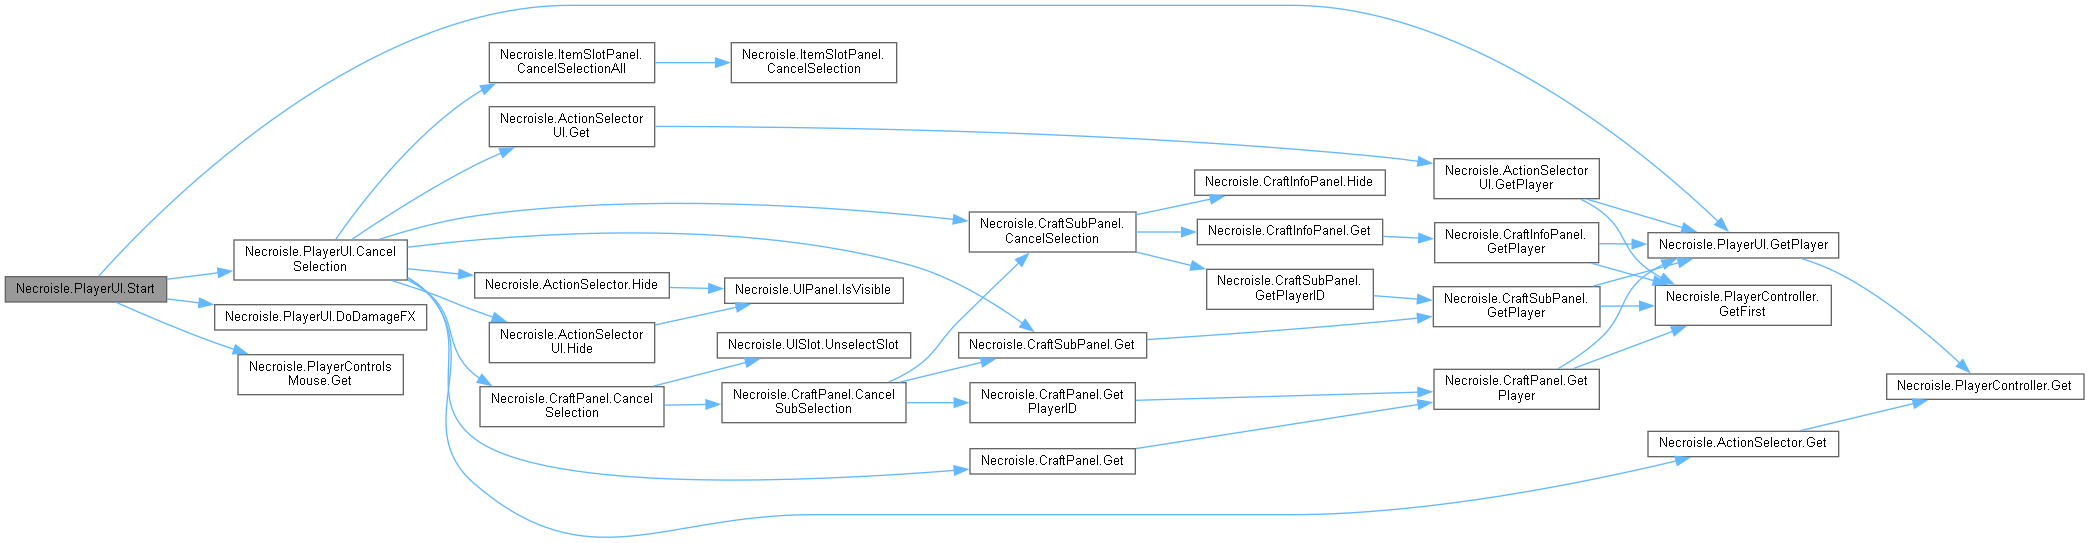 Necroisle.PlayerUI.Start
Necroisle.PlayerUI.Cancel
Selection
Necroisle.PlayerUI.DoDamageFX
Necroisle.PlayerControls
Mouse.Get
Necroisle.ItemSlotPanel.
CancelSelectionAll
Necroisle.ActionSelector
UI.Get
Necroisle.ActionSelector.Hide
Necroisle.ActionSelector
UI.Hide
Necroisle.CraftPanel.Cancel
Selection
Necroisle.ItemSlotPanel.
CancelSelection
Necroisle.UIPanel.IsVisible
Necroisle.UISlot.UnselectSlot
Necroisle.CraftPanel.Cancel
SubSelection
Necroisle.CraftSubPanel.
CancelSelection
Necroisle.CraftSubPanel.Get
Necroisle.CraftPanel.Get
PlayerID
Necroisle.CraftPanel.Get
Necroisle.CraftInfoPanel.Hide
Necroisle.CraftInfoPanel.Get
Necroisle.CraftSubPanel.
GetPlayerID
Necroisle.ActionSelector
UI.GetPlayer
Necroisle.CraftInfoPanel.
GetPlayer
Necroisle.CraftSubPanel.
GetPlayer
Necroisle.CraftPanel.Get
Player
Necroisle.PlayerUI.GetPlayer
Necroisle.PlayerController.
GetFirst
Necroisle.ActionSelector.Get
Necroisle.PlayerController.Get